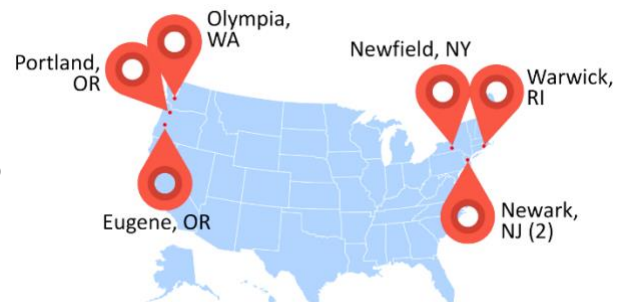 Olympia,
WA
Portland,
OR
Newfield, NY
Warwick,
RI
Eugene, OR
Newark,
NJ (2)